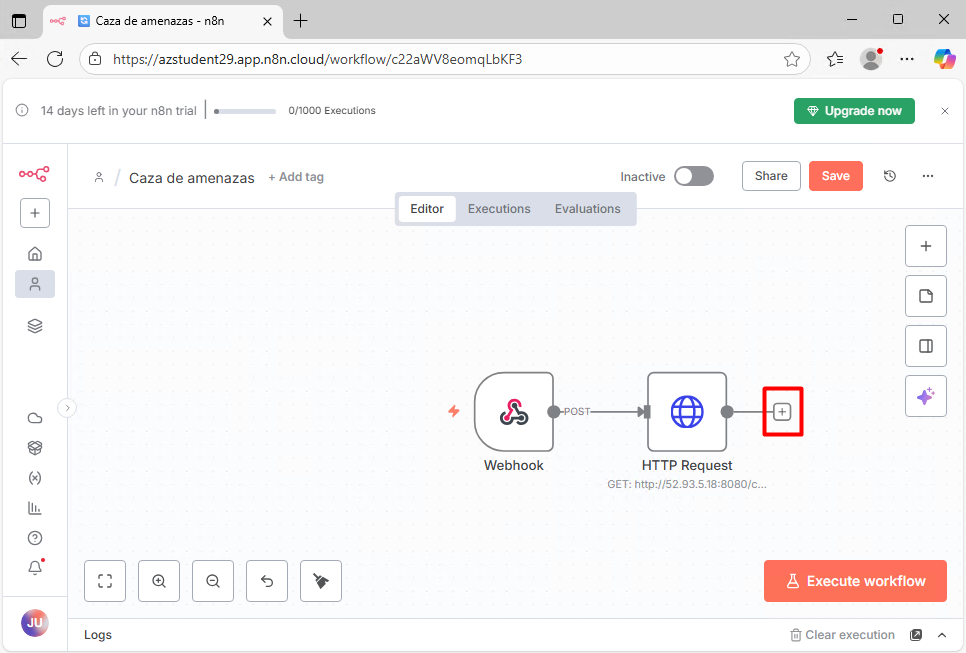 Caza de amenazas - n8n
https://azstudent29.app.n8n.cloud/workflow/c22aWV8eomqLbKF3
14 days left in your n8n trial
0/1000 Executions
Upgrade now
Caza de amenazas
+ Add tag
Inactive
Share
Save
Editor
Executions
Evaluations
POST
Webhook
HTTP Request
GET: http://52.93.5.18:8080/c...
Execute workflow
JU
Logs
Clear execution